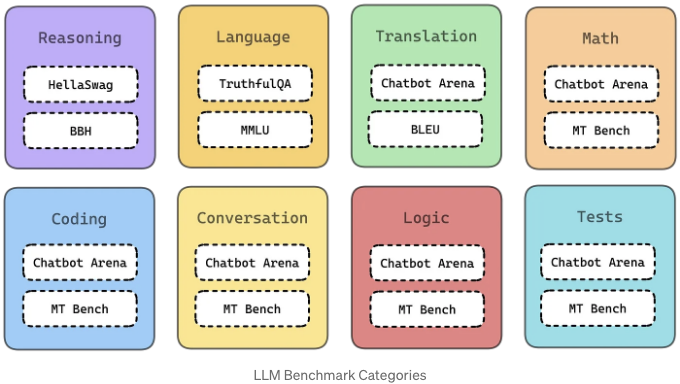 Reasoning
HellaSwag
BBH
Language
TruthfulQA
MMLU
Translation
Chatbot Arena
BLEU
Math
Chatbot Arena
MT Bench
Coding
Chatbot Arena
MT Bench
Conversation
Chatbot Arena
MT Bench
Logic
Chatbot Arena
MT Bench
Tests
Chatbot Arena
MT Bench
LLM Benchmark Categories